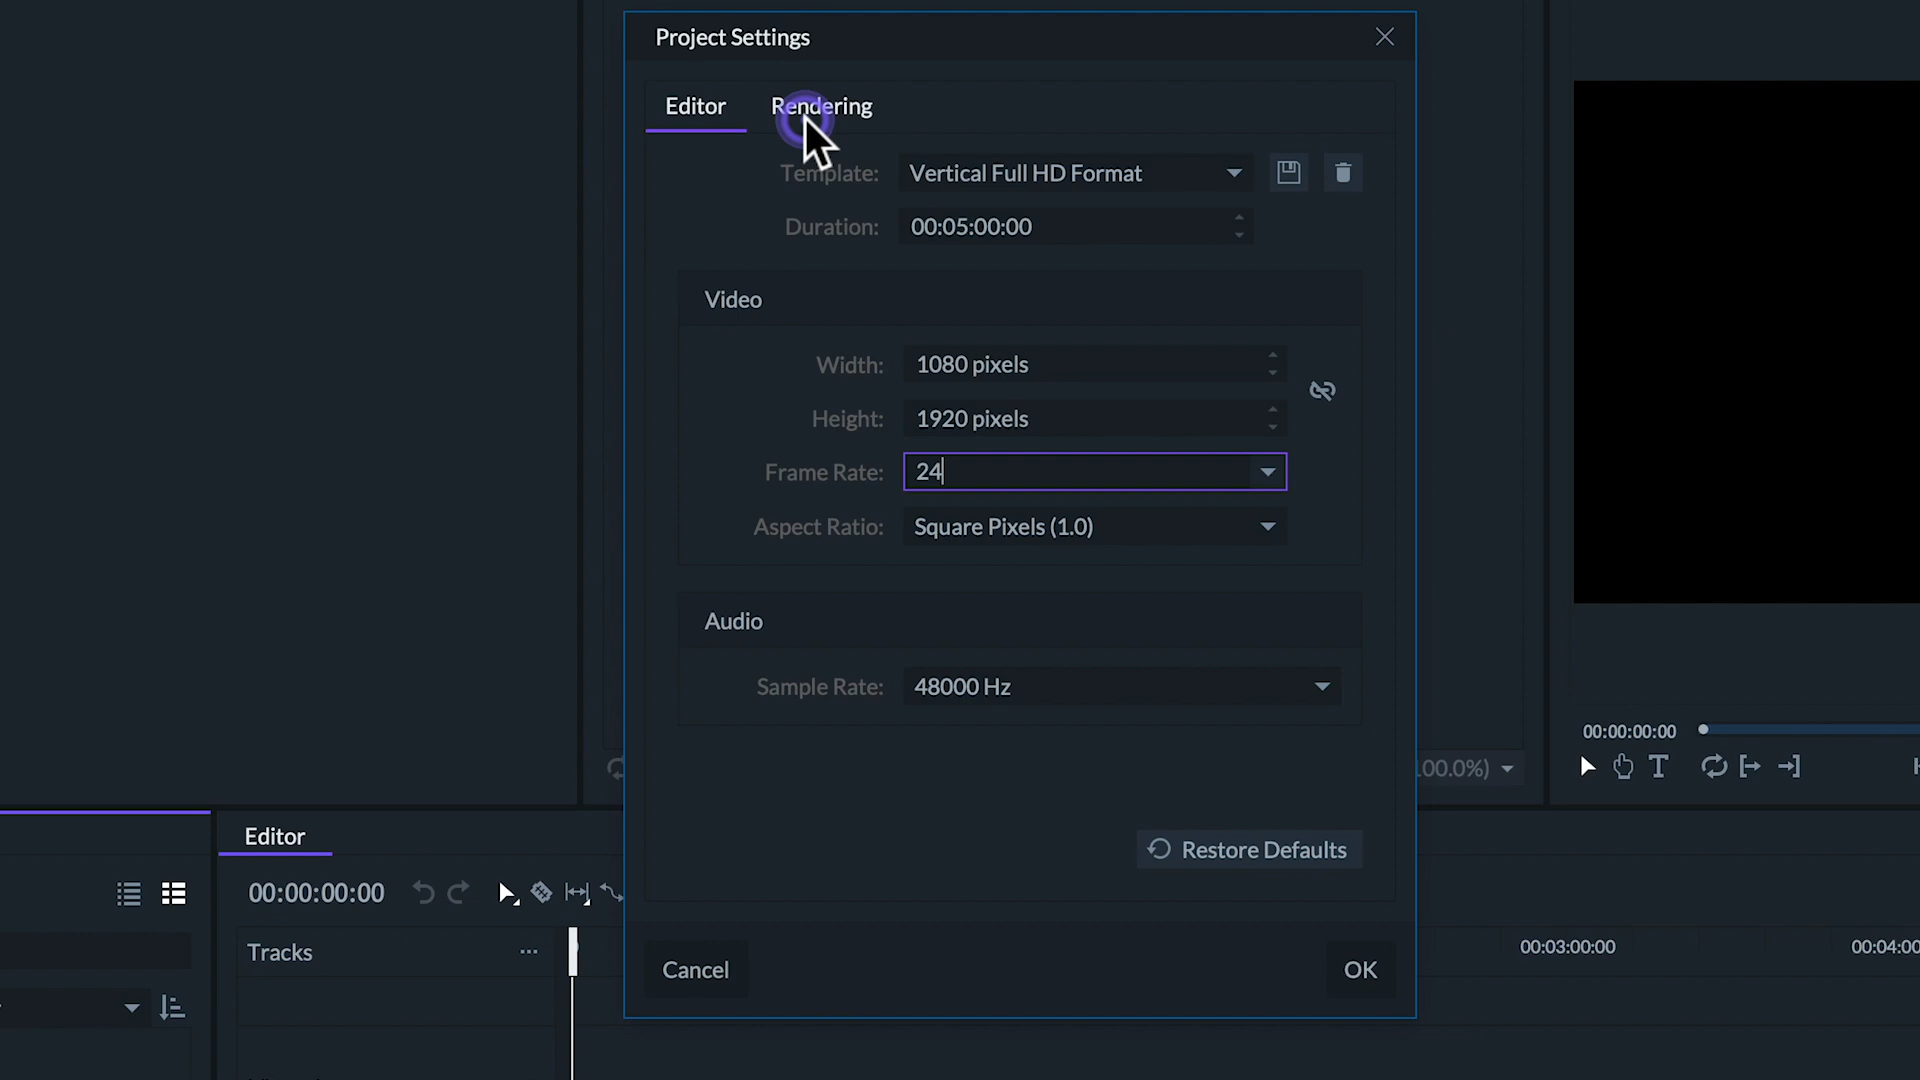 Project Settings
Editor Rendering
Template: Vertical Full HD Format
Duration: 00:05:00:00
Video
Width: 1080 pixels
Height: 1920 pixels
Frame Rate: 24
Aspect Ratio: Square Pixels (1.0)
Audio
Sample Rate: 48000 Hz
Restore Defaults
Cancel OK
00:00:00:00
100.0%)
T
Editor
00:00:00:00
Tracks
00:03:00:00 00:04:00